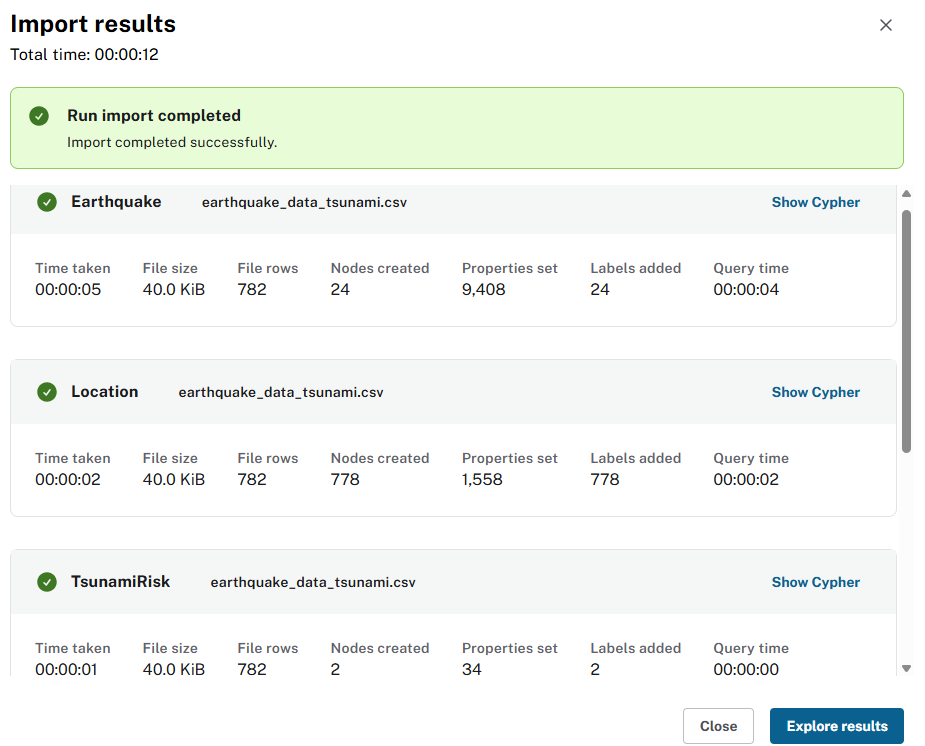 Import results
Total time: 00:00:12
Run import completed
Import completed successfully.
Earthquake earthquake_data_tsunami.csv Show Cypher
Time taken File size File rows Nodes created Properties set Labels added Query time
00:00:05 40.0 KiB 782 24 9,408 24 00:00:04
Location earthquake_data_tsunami.csv Show Cypher
Time taken File size File rows Nodes created Properties set Labels added Query time
00:00:02 40.0 KiB 782 778 1,558 778 00:00:02
TsunamiRisk earthquake_data_tsunami.csv Show Cypher
Time taken File size File rows Nodes created Properties set Labels added Query time
00:00:01 40.0 KiB 782 2 34 2 00:00:00
Close Explore results